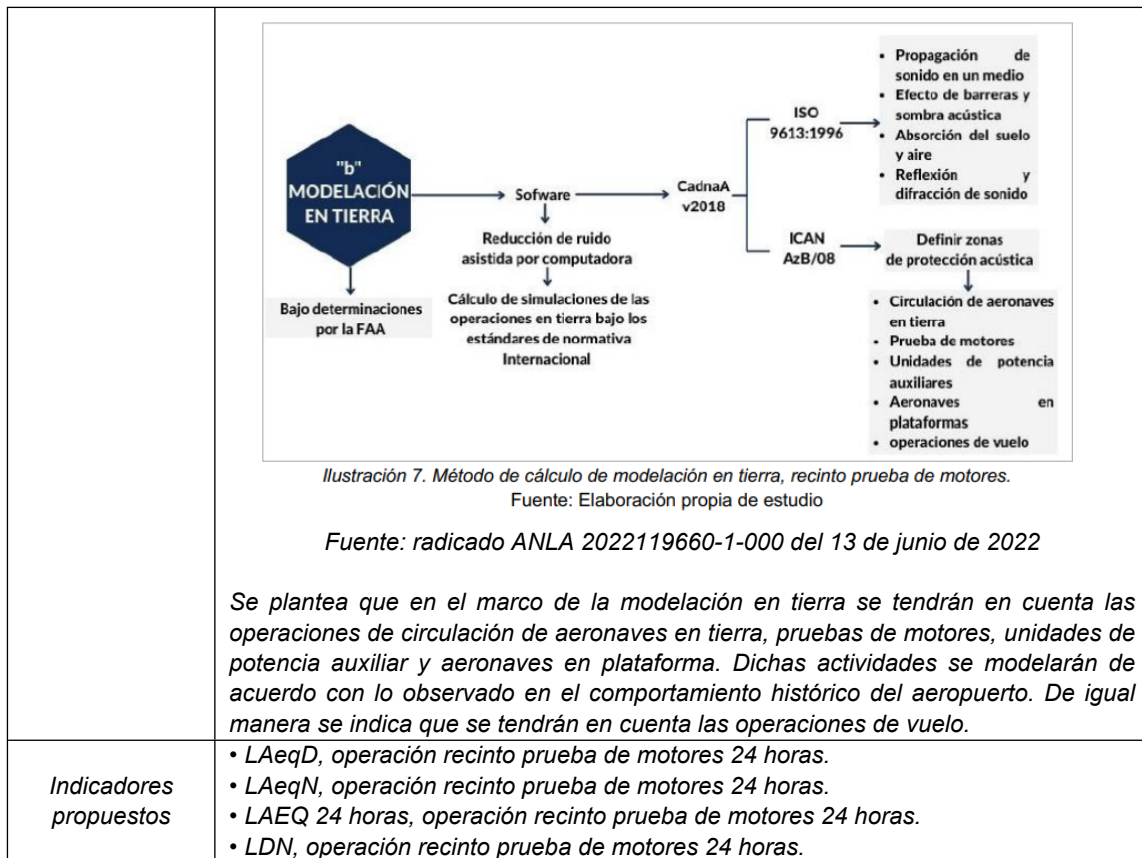 "b"
MODELACIÓN
EN TIERRA
Bajo determinaciones
por la FAA
Sofware
Reducción de ruido
asistida por computadora
Cálculo de simulaciones de las
operaciones en tierra bajo los
estándares de normativa
Internacional
CadnaA
v2018
ISO
9613:1996
• Propagación de
sonido en un medio
• Efecto de barreras y
sombra acústica
• Absorción del suelo
y aire
• Reflexión y
difracción de sonido
ICAN
AzB/08
Definir zonas
de protección acústica
• Circulación de aeronaves
en tierra
• Prueba de motores
• Unidades de potencia
auxiliares
• Aeronaves en
plataformas
• operaciones de vuelo
Ilustración 7. Método de cálculo de modelación en tierra, recinto prueba de motores.
Fuente: Elaboración propia de estudio
Fuente: radicado ANLA 2022119660-1-000 del 13 de junio de 2022
Se plantea que en el marco de la modelación en tierra se tendrán en cuenta las
operaciones de circulación de aeronaves en tierra, pruebas de motores, unidades de
potencia auxiliar y aeronaves en plataforma. Dichas actividades se modelarán de
acuerdo con lo observado en el comportamiento histórico del aeropuerto. De igual
manera se indica que se tendrán en cuenta las operaciones de vuelo.
Indicadores
propuestos
• LAeqD, operación recinto prueba de motores 24 horas.
• LAeqN, operación recinto prueba de motores 24 horas.
• LAEQ 24 horas, operación recinto prueba de motores 24 horas.
• LDN, operación recinto prueba de motores 24 horas.